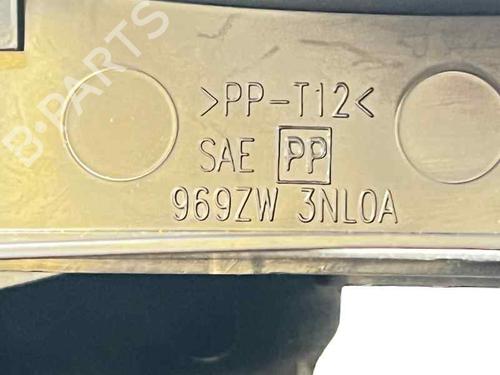 B-PARTS
>PP-T12<
SAE PP
969ZW 3NL0A